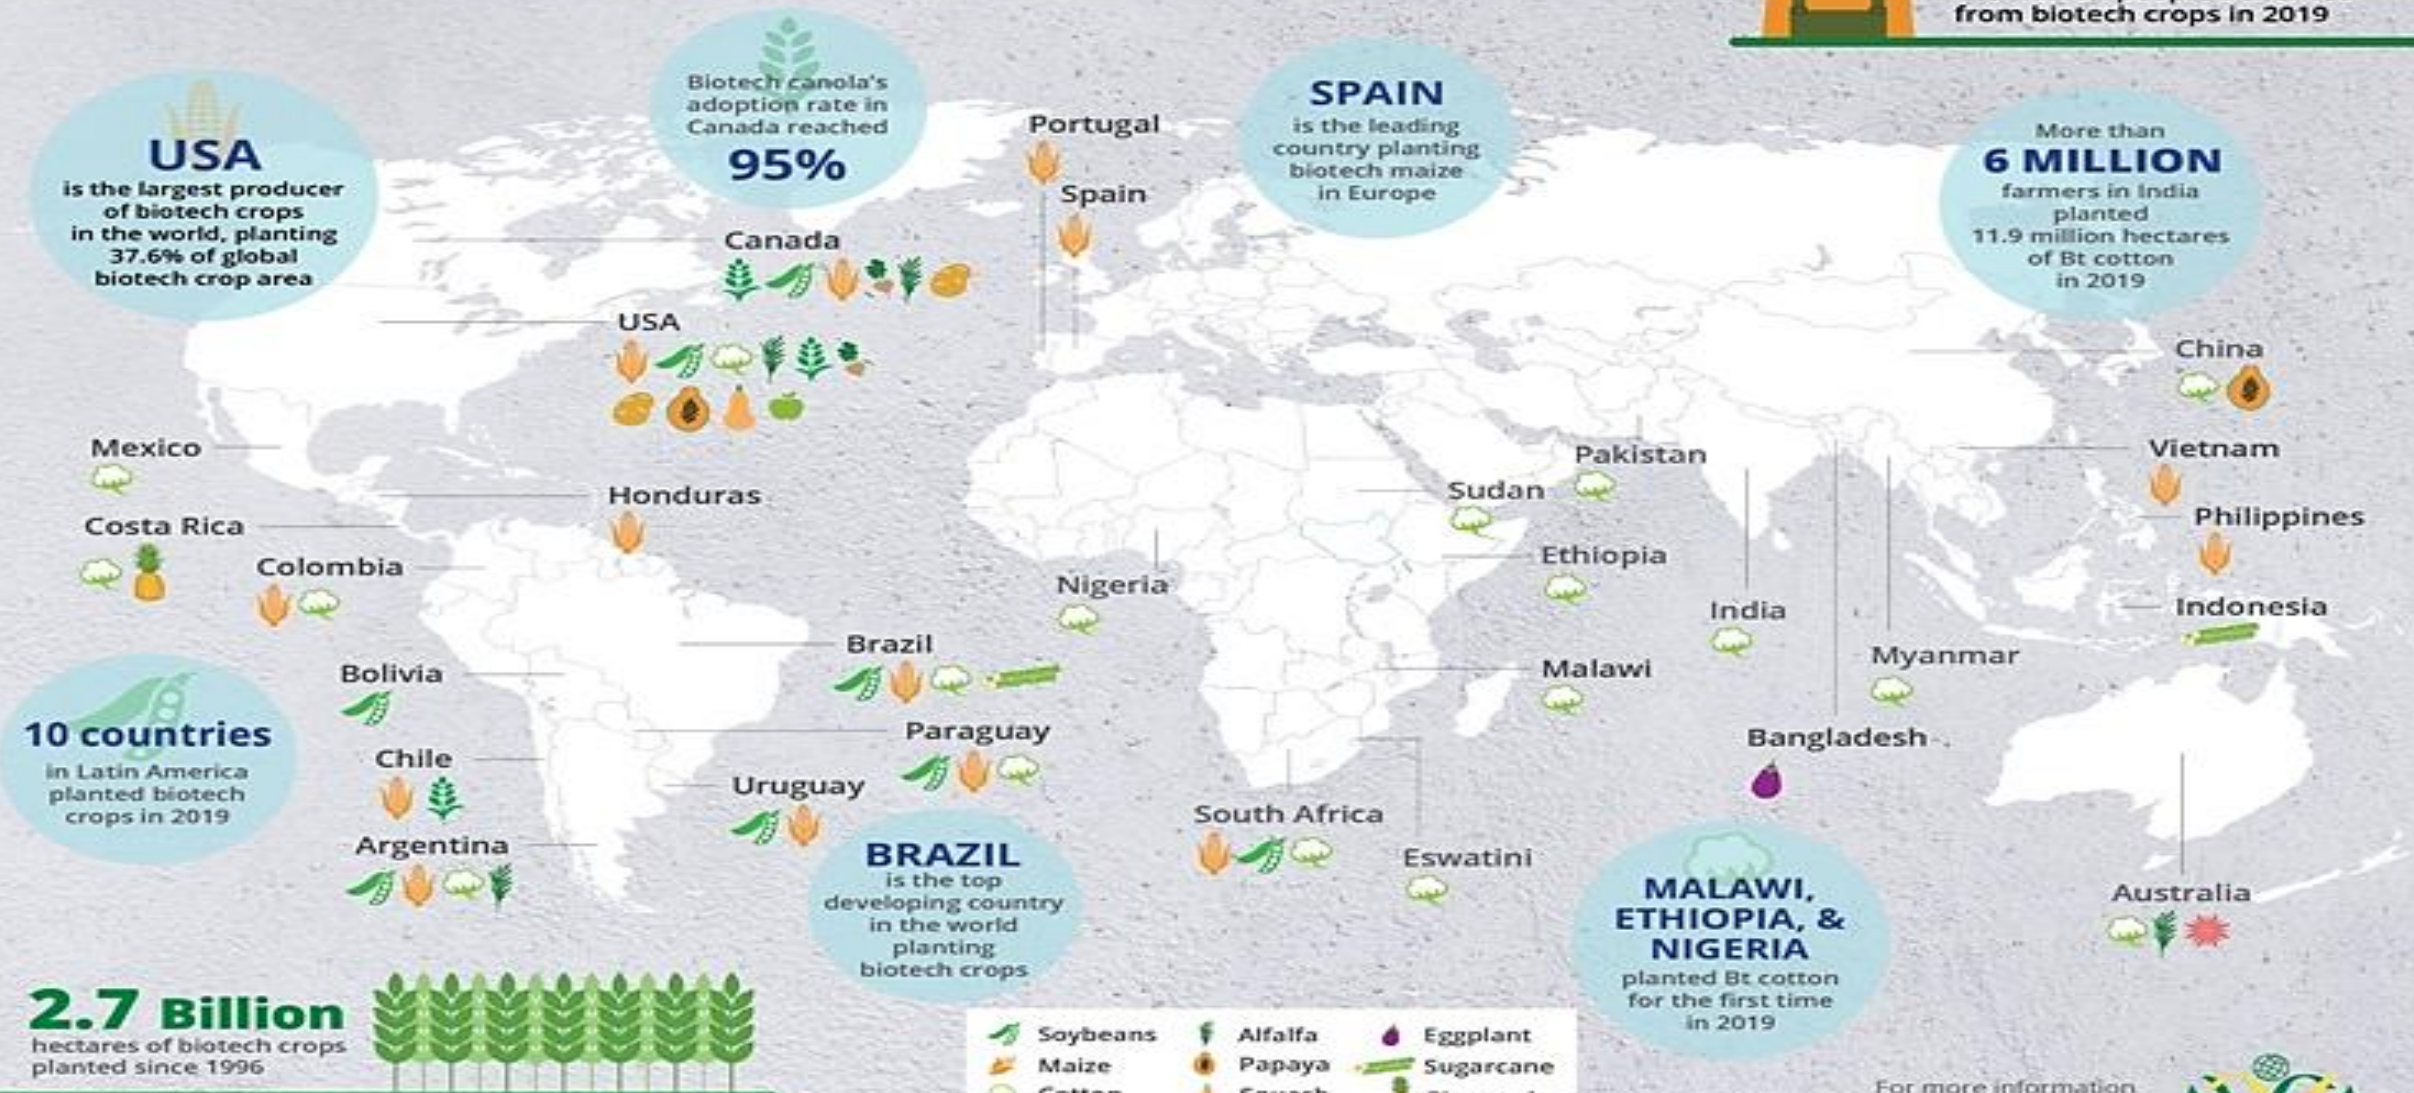 from biotech crops in 2019
USA
is the largest producer
of biotech crops
in the world, planting
37.6% of global
biotech crop area
Biotech canola's
adoption rate in
Canada reached
95%
Portugal
Spain
SPAIN
is the leading
country planting
biotech maize
in Europe
More than
6 MILLION
farmers in India
planted
11.9 million hectares
of Bt cotton
in 2019
Canada
USA
China
Mexico
Vietnam
Pakistan
Honduras
Sudan
Philippines
Costa Rica
Colombia
Ethiopia
Nigeria
India
Indonesia
Brazil
Myanmar
Malawi
Bolivia
10 countries
in Latin America
planted biotech
crops in 2019
Paraguay
Bangladesh
Chile
Uruguay
South Africa
Argentina
Eswatini
BRAZIL
is the top
developing country
in the world
planting
biotech crops
MALAWI,
ETHIOPIA, &
NIGERIA
planted Bt cotton
for the first time
in 2019
Australia
2.7 Billion
hectares of biotech crops
planted since 1996
Soybeans
Alfalfa
Eggplant
Maize
Papaya
Sugarcane
For more information